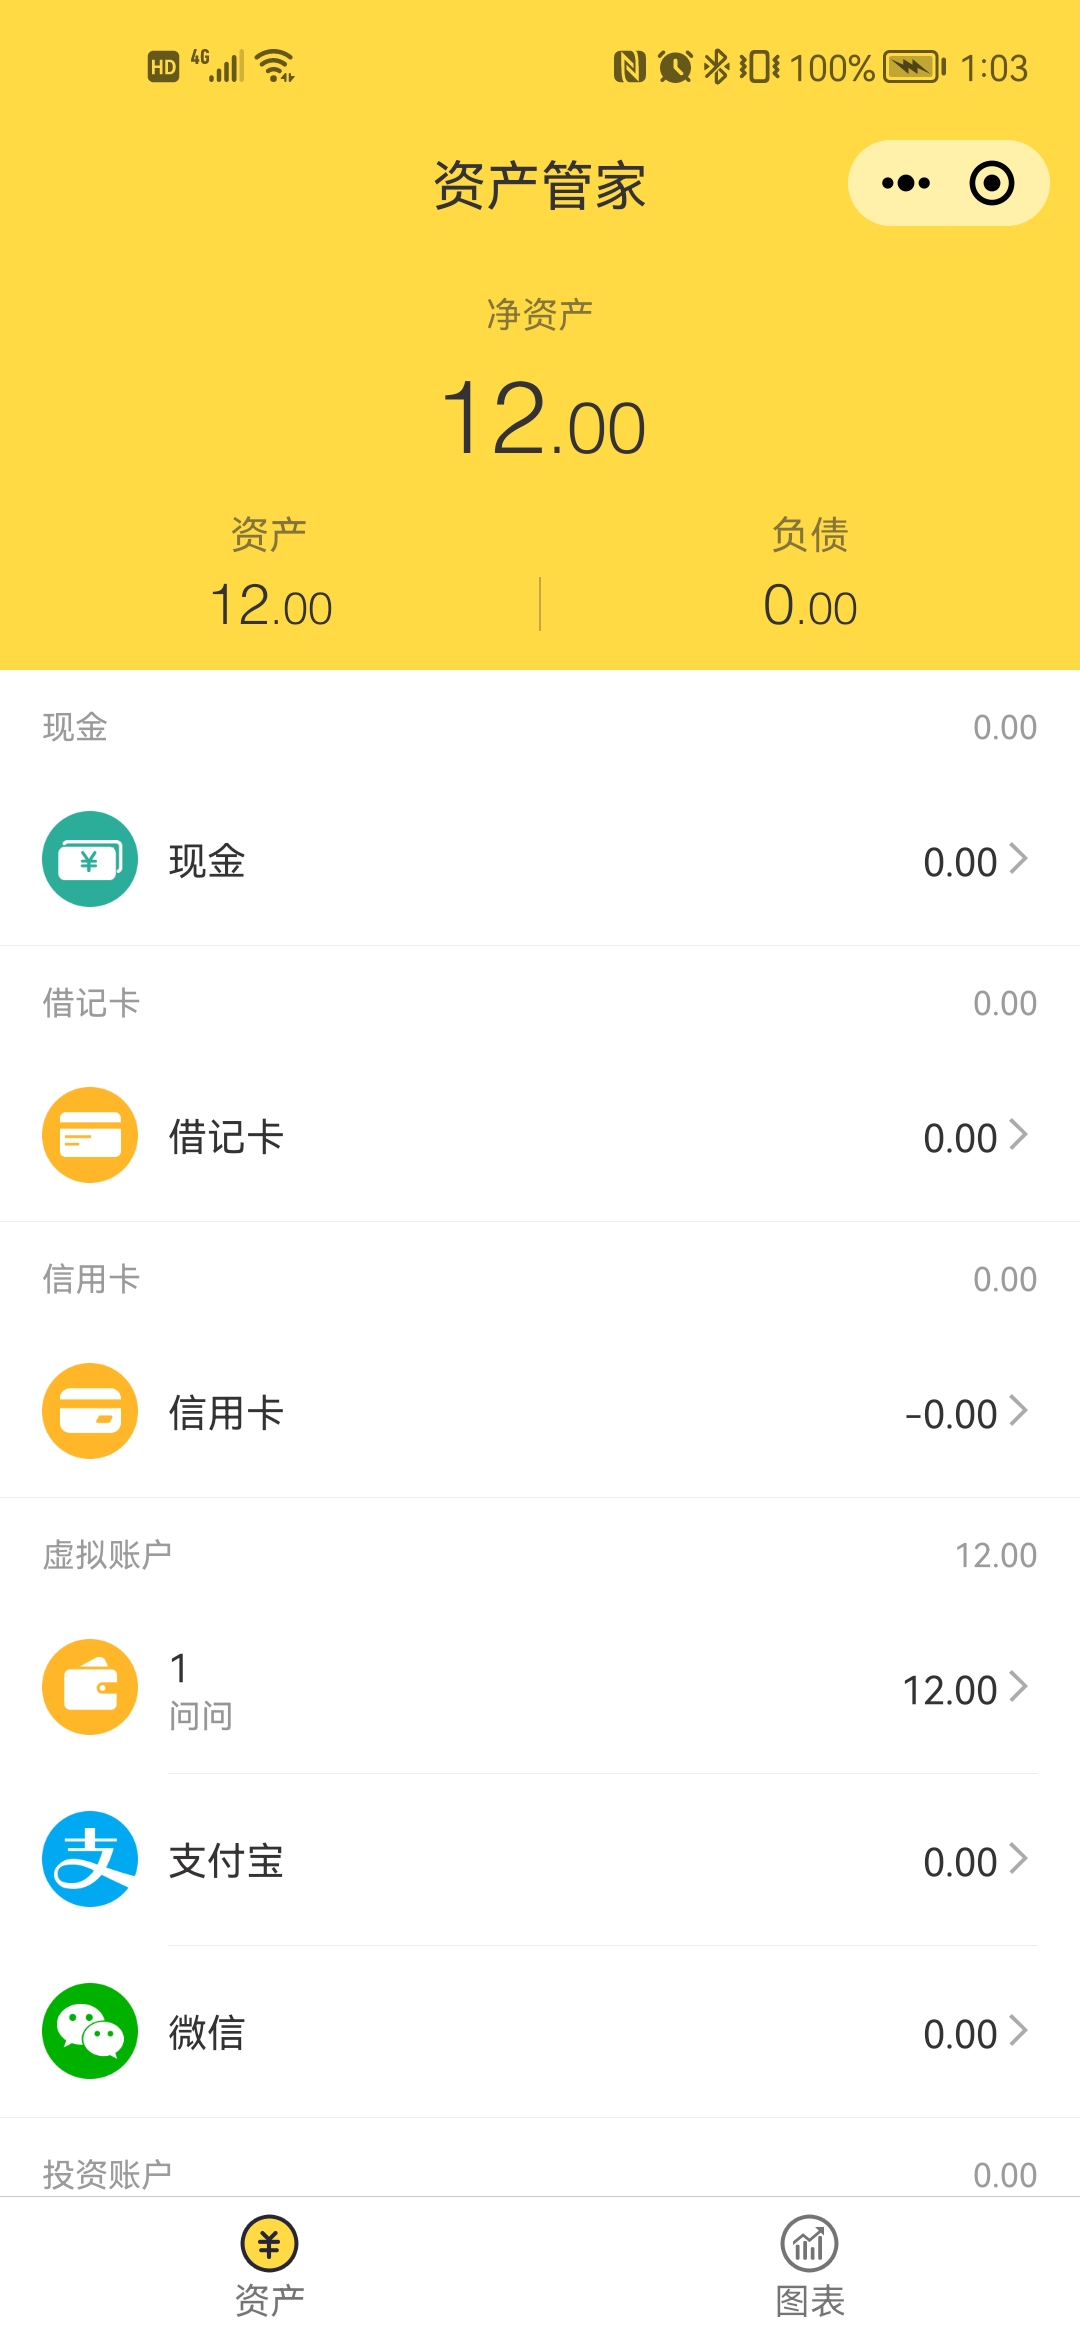 HD 4G 100% 1:03
资产管家
净资产
12.00
资产 负债
12.00 0.00
现金 0.00
¥ 现金 0.00
借记卡 0.00
借记卡 0.00
信用卡 0.00
信用卡 -0.00
虚拟账户 12.00
1
问问
12.00
支 支付宝 0.00
微信 0.00
投资账户 0.00
¥
资产 图表